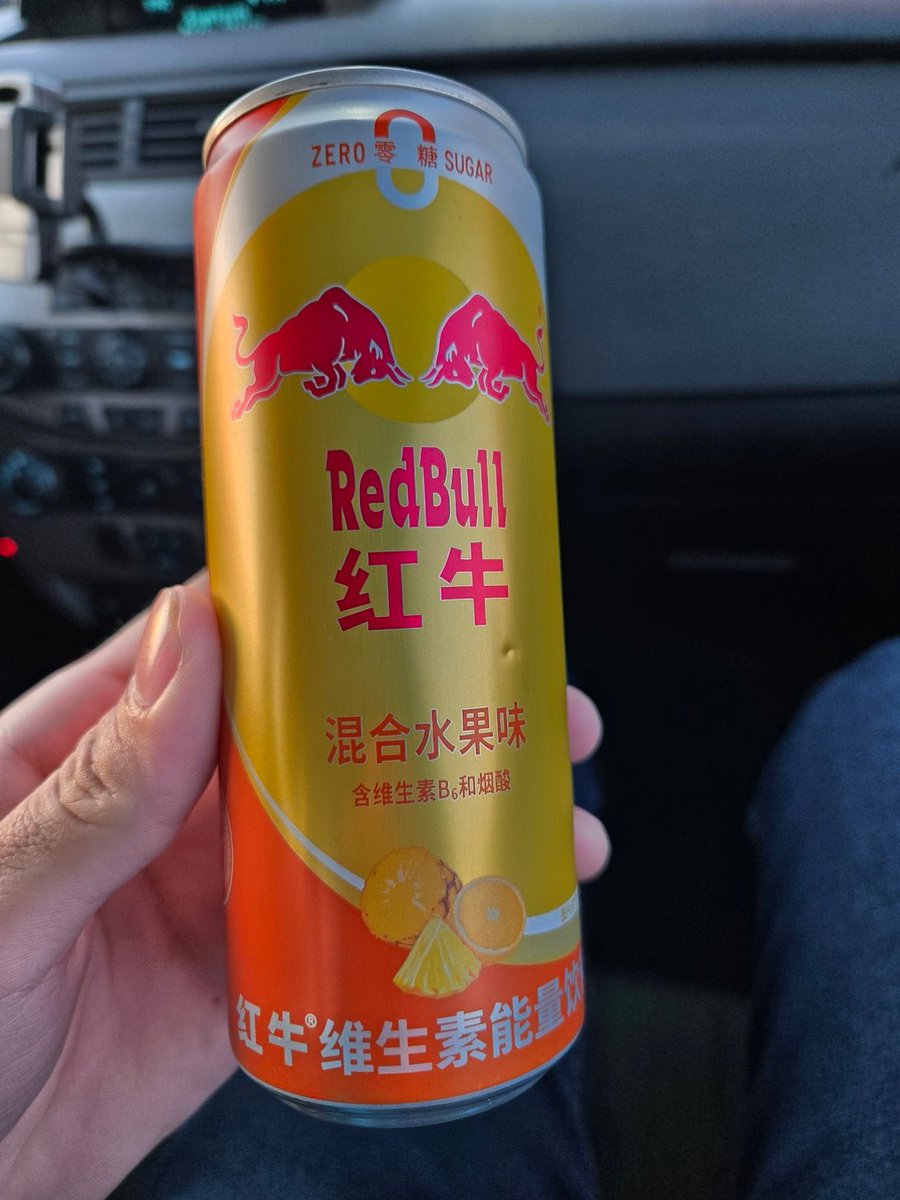 ZERO 零 糖 SUGAR
RedBull
红牛
混合水果味
含维生素B₆和烟酸
红牛®维生素能量饮